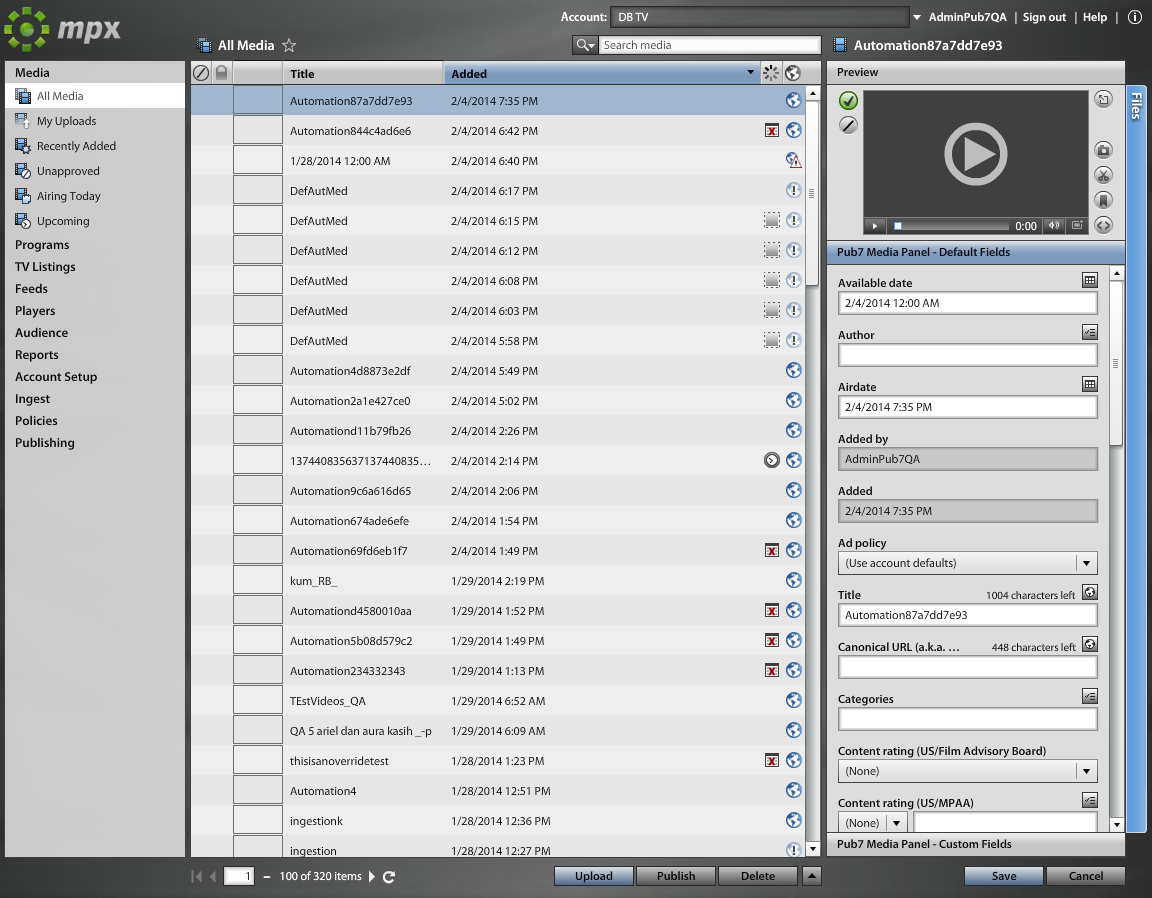 mpx
Account: DB TV AdminPub7QA | Sign out | Help |
All Media Search media Automation87a7dd7e93
Media
All Media
My Uploads
Recently Added
Unapproved
Airing Today
Upcoming
Programs
TV Listings
Feeds
Players
Audience
Reports
Account Setup
Ingest
Policies
Publishing
Title Added
Automation87a7dd7e93 2/4/2014 7:35 PM
Automation844c4ad6e6 2/4/2014 6:42 PM
1/28/2014 12:00 AM 2/4/2014 6:40 PM
DefAutMed 2/4/2014 6:17 PM
DefAutMed 2/4/2014 6:15 PM
DefAutMed 2/4/2014 6:12 PM
DefAutMed 2/4/2014 6:08 PM
DefAutMed 2/4/2014 6:03 PM
DefAutMed 2/4/2014 5:58 PM
Automation4d8873e2df 2/4/2014 5:49 PM
Automation2a1e427ce0 2/4/2014 5:02 PM
Automationd11b79fb26 2/4/2014 2:26 PM
137440835637137440835... 2/4/2014 2:14 PM
Automation9c6a616d65 2/4/2014 2:06 PM
Automation674ade6efe 2/4/2014 1:54 PM
Automation69fd6eb1f7 2/4/2014 1:49 PM
kum_RB_ 1/29/2014 2:19 PM
Automationd4580010aa 1/29/2014 1:52 PM
Automation5b08d579c2 1/29/2014 1:49 PM
Automation234332343 1/29/2014 1:13 PM
TEstVideos_QA 1/29/2014 6:52 AM
QA 5 ariel dan aura kasih _-p 1/29/2014 6:09 AM
thisisanoverridetest 1/28/2014 1:23 PM
Automation4 1/28/2014 12:51 PM
ingestionk 1/28/2014 12:36 PM
ingestion 1/28/2014 12:27 PM
1 – 100 of 320 items
Upload Publish Delete
Preview
Files
0:00
Pub7 Media Panel - Default Fields
Available date
2/4/2014 12:00 AM
Author
Airdate
2/4/2014 7:35 PM
Added by
AdminPub7QA
Added
2/4/2014 7:35 PM
Ad policy
(Use account defaults)
Title 1004 characters left
Automation87a7dd7e93
Canonical URL (a.k.a. ... 448 characters left
Categories
Content rating (US/Film Advisory Board)
(None)
Content rating (US/MPAA)
(None)
Pub7 Media Panel - Custom Fields
Save Cancel